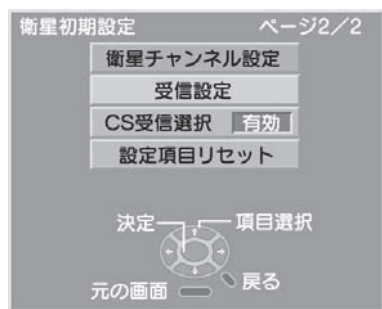 衛星初期設定 ページ2/2
衛星チャンネル設定
受信設定
CS受信選択 有効
設定項目リセット
決定 項目選択
元の画面 戻る